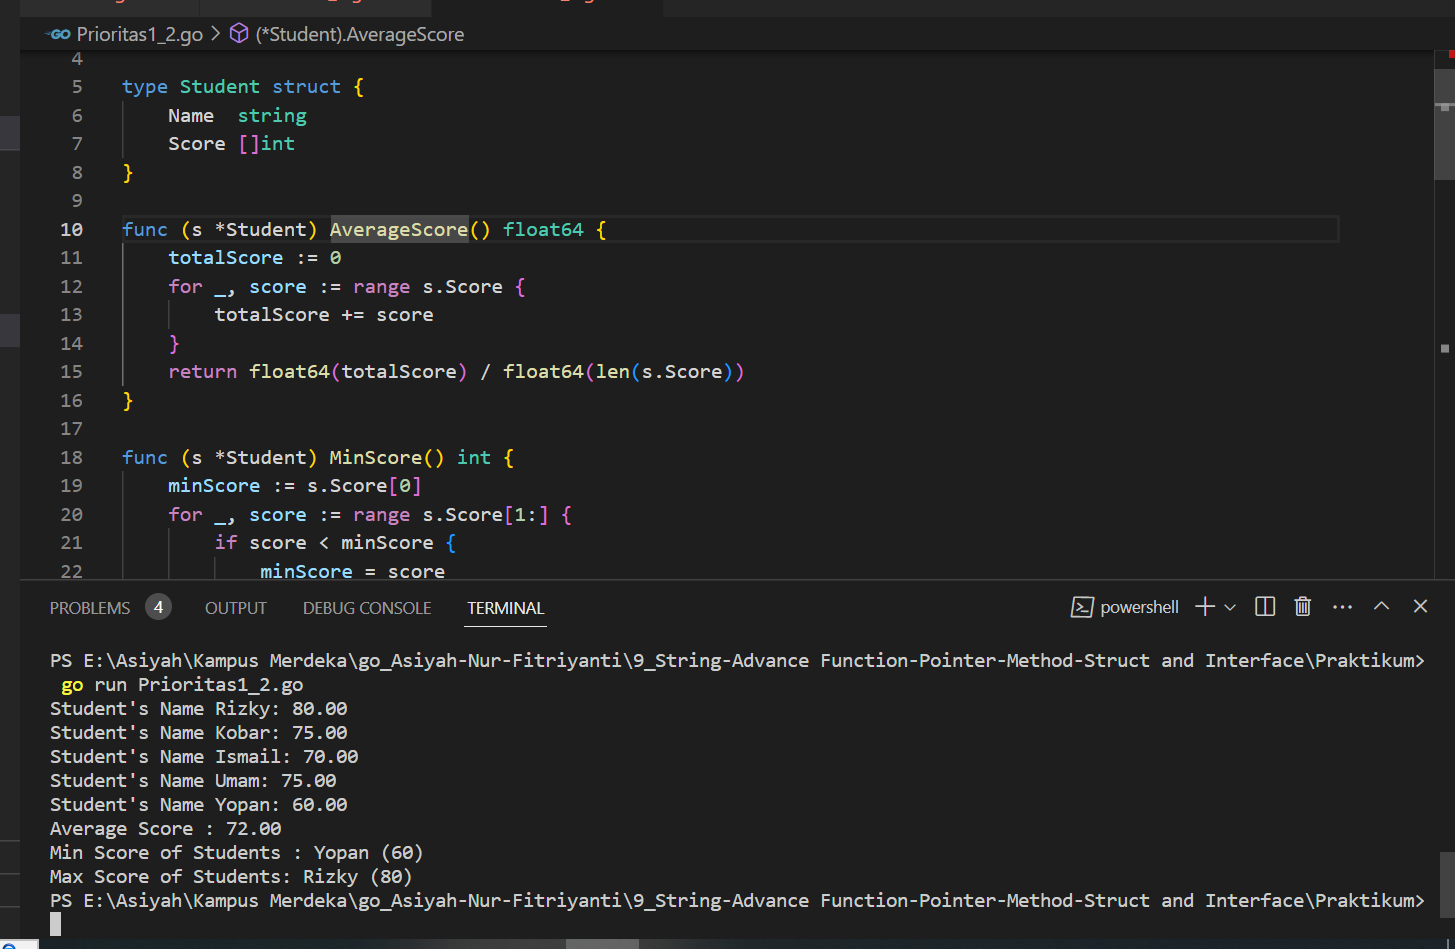 GO Prioritas1_2.go > (*Student).AverageScore
4
5 type Student struct {
6 Name string
7 Score []int
8 }
9
10 func (s *Student) AverageScore() float64 {
11 totalScore := 0
12 for _, score := range s.Score {
13 totalScore += score
14 }
15 return float64(totalScore) / float64(len(s.Score))
16 }
17
18 func (s *Student) MinScore() int {
19 minScore := s.Score[0]
20 for _, score := range s.Score[1:] {
21 if score < minScore {
22 minScore = score
PROBLEMS 4 OUTPUT DEBUG CONSOLE TERMINAL powershell
PS E:\Asiyah\Kampus Merdeka\go_Asiyah-Nur-Fitriyanti\9_String-Advance Function-Pointer-Method-Struct and Interface\Praktikum>
go run Prioritas1_2.go
Student's Name Rizky: 80.00
Student's Name Kobar: 75.00
Student's Name Ismail: 70.00
Student's Name Umam: 75.00
Student's Name Yopan: 60.00
Average Score : 72.00
Min Score of Students : Yopan (60)
Max Score of Students: Rizky (80)
PS E:\Asiyah\Kampus Merdeka\go_Asiyah-Nur-Fitriyanti\9_String-Advance Function-Pointer-Method-Struct and Interface\Praktikum>